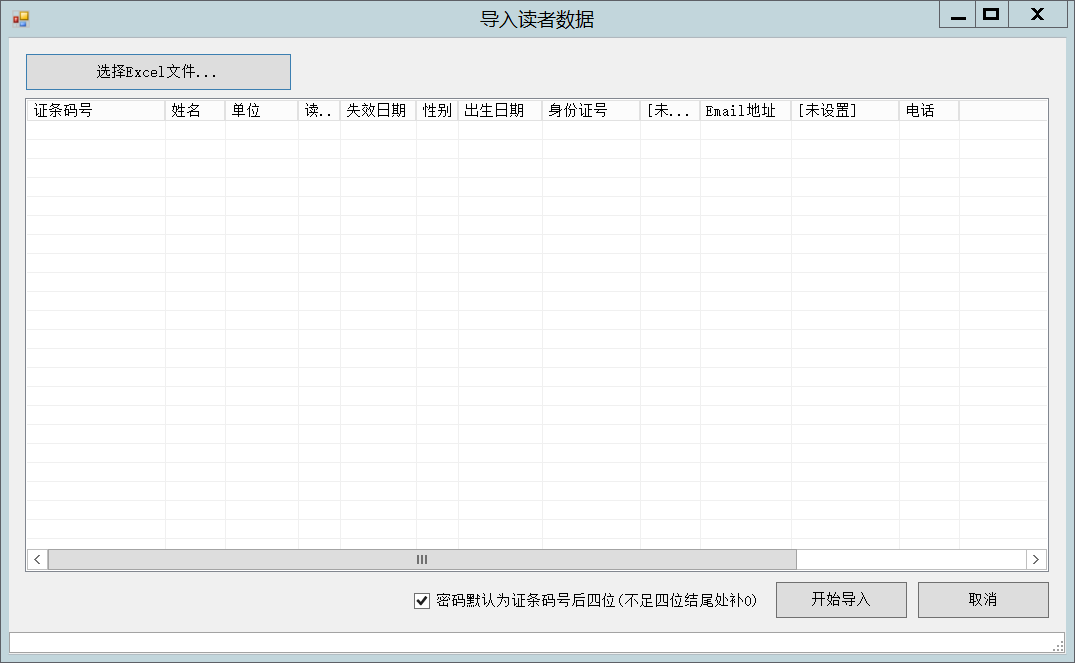 导入读者数据
选择Excel文件...
证条码号 姓名 单位 读.. 失效日期 性别 出生日期 身份证号 [未... Email地址 [未设置] 电话
密码默认为证条码号后四位(不足四位结尾处补0) 开始导入 取消